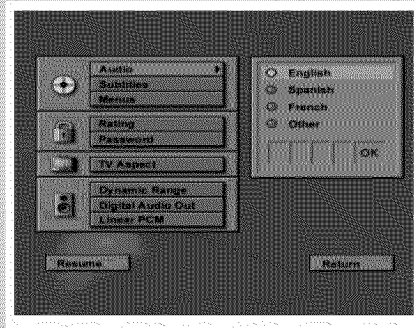 Audio
Subtitles
Menus
Rating
Password
TV Aspect
Dynamic Range
Digital Audio Out
Linear PCM
English
Spanish
French
Other
OK
Resume
Return